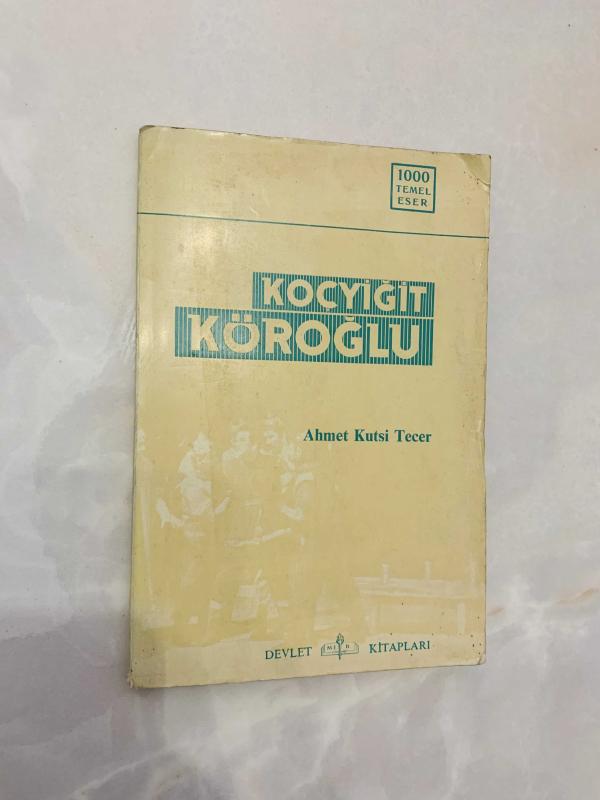 1000
TEMEL
ESER
KOÇYİĞİT
KÖROĞLU
Ahmet Kutsi Tecer
DEVLET KİTAPLARI